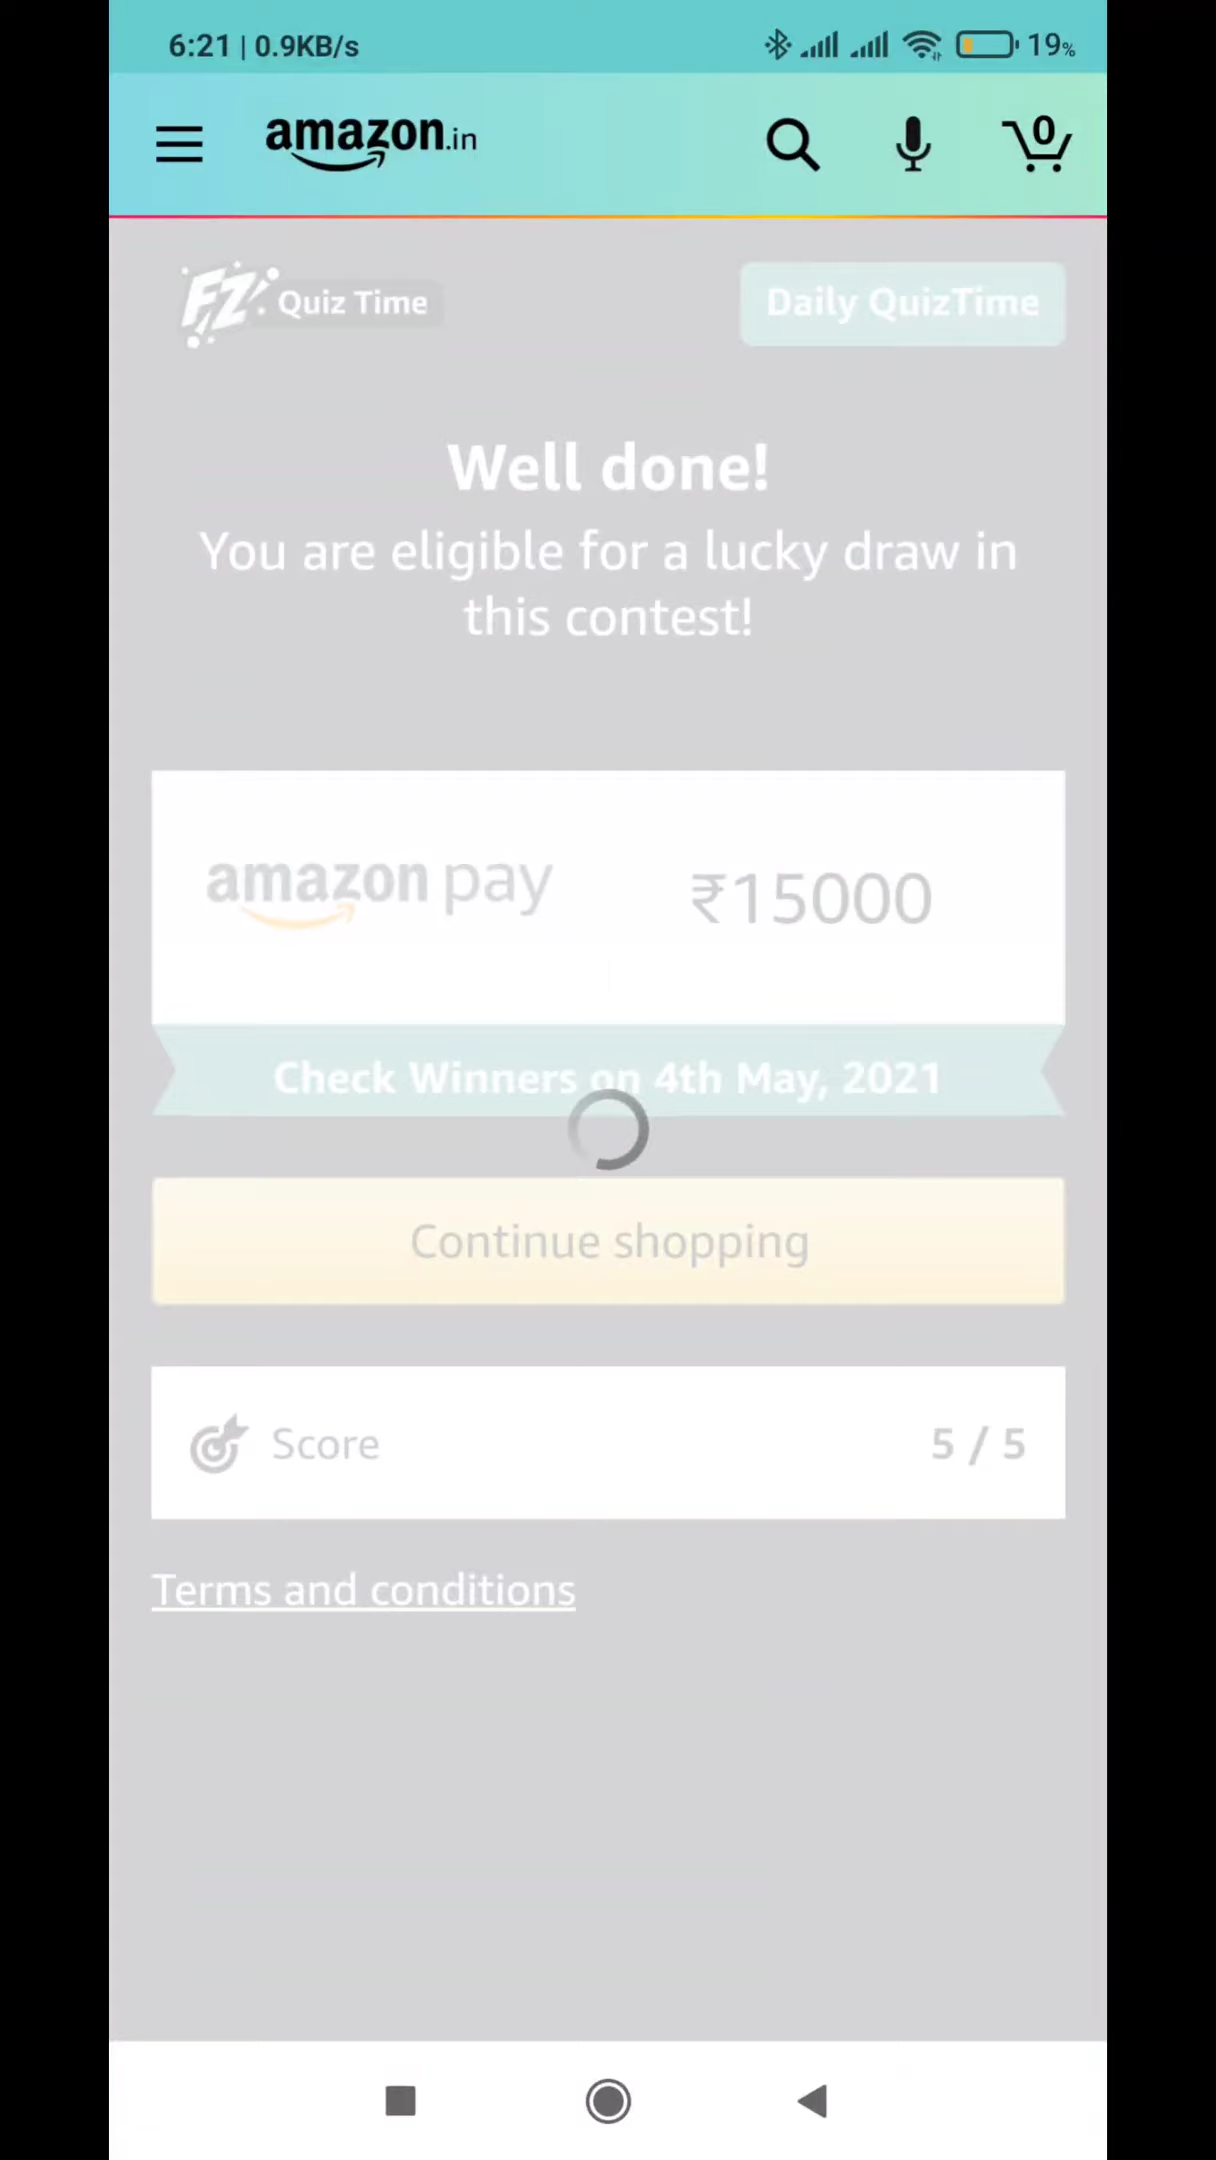 6:21 | 0.9KB/s 19%
amazon.in 0
FZ Quiz Time Daily QuizTime
Well done!
You are eligible for a lucky draw in
this contest!
amazon pay ₹15000
Check Winners on 4th May, 2021
Continue shopping
Score 5 / 5
Terms and conditions